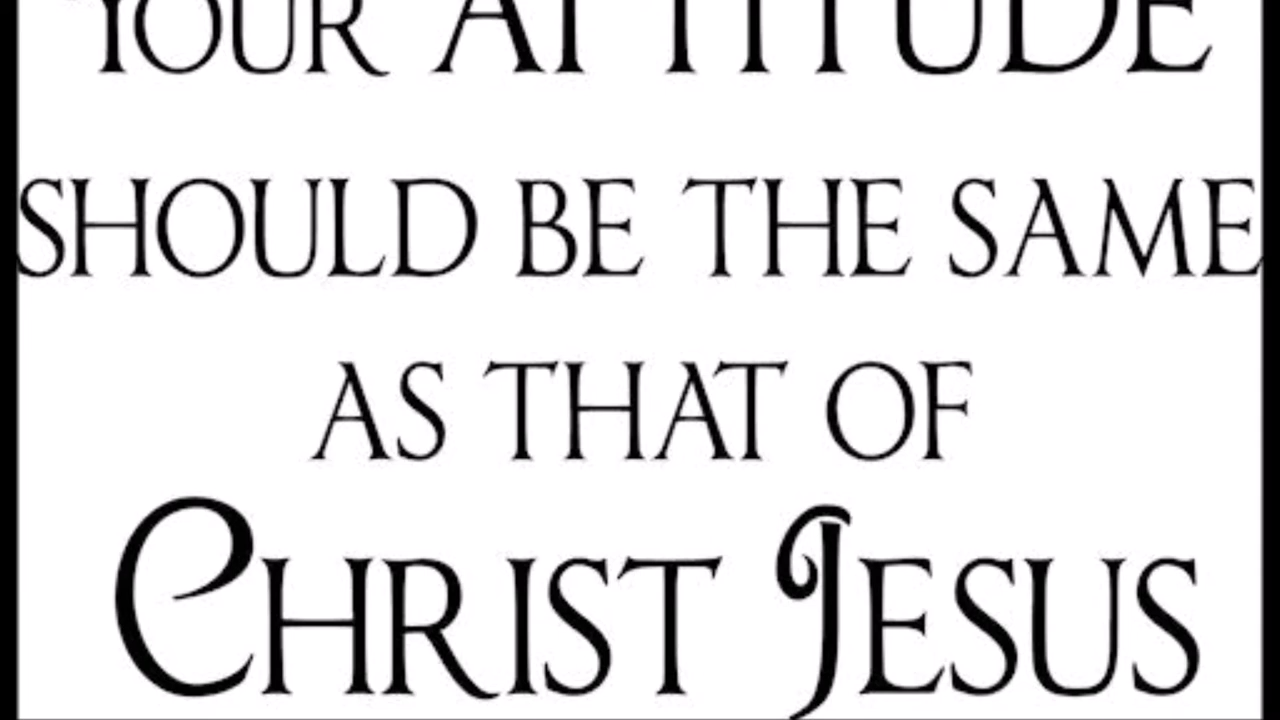 YOUR ATTITUDE
SHOULD BE THE SAME
AS THAT OF
CHRIST JESUS